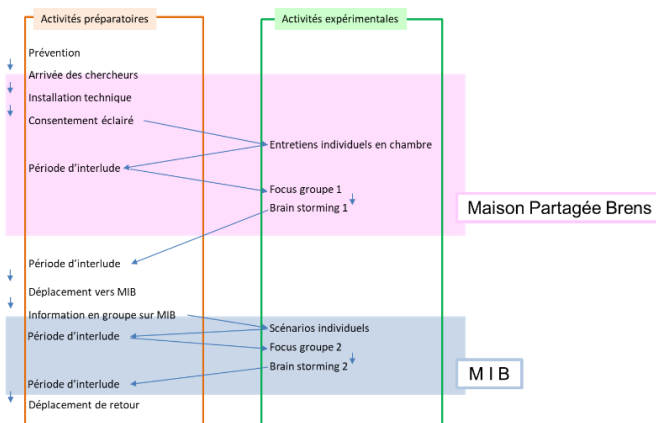 Activités préparatoires
Activités expérimentales
Prévention
Arrivée des chercheurs
Installation technique
Consentement éclairé
Entretiens individuels en chambre
Période d'interlude
Focus groupe 1
Brain storming 1
Maison Partagée Brens
Période d'interlude
Déplacement vers MIB
Information en groupe sur MIB
Scénarios individuels
Période d'interlude
Focus groupe 2
Brain storming 2
M I B
Période d'interlude
Déplacement de retour